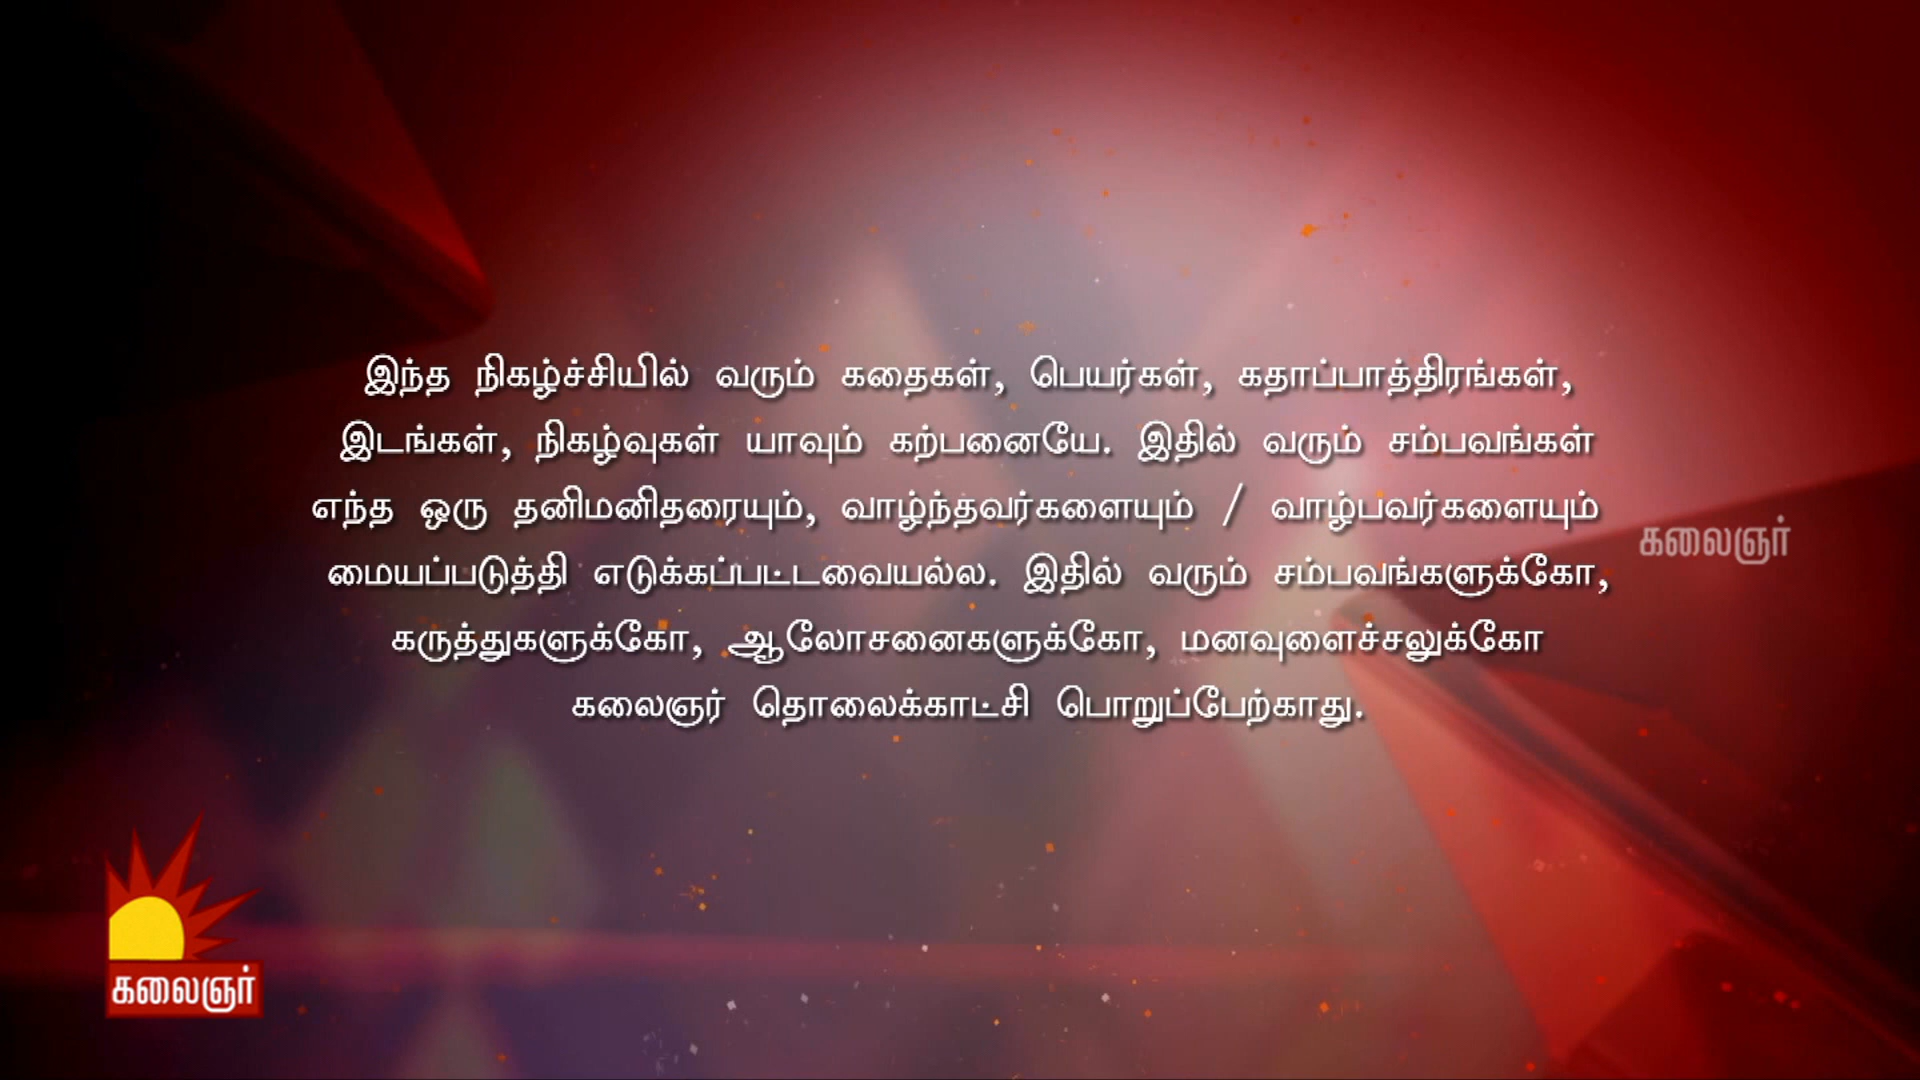 இந்த நிகழ்ச்சியில் வரும் கதைகள், பெயர்கள், கதாப்பாத்திரங்கள்,
இடங்கள், நிகழ்வுகள் யாவும் கற்பனையே. இதில் வரும் சம்பவங்கள்
எந்த ஒரு தனிமனிதரையும், வாழ்ந்தவர்களையும் / வாழ்பவர்களையும்
கலைஞர்
மையப்படுத்தி எடுக்கப்பட்டவையல்ல. இதில் வரும் சம்பவங்களுக்கோ,
கருத்துகளுக்கோ, ஆலோசனைகளுக்கோ, மனவுளைச்சலுக்கோ
கலைஞர் தொலைக்காட்சி பொறுப்பேற்காது.
கலைஞர்